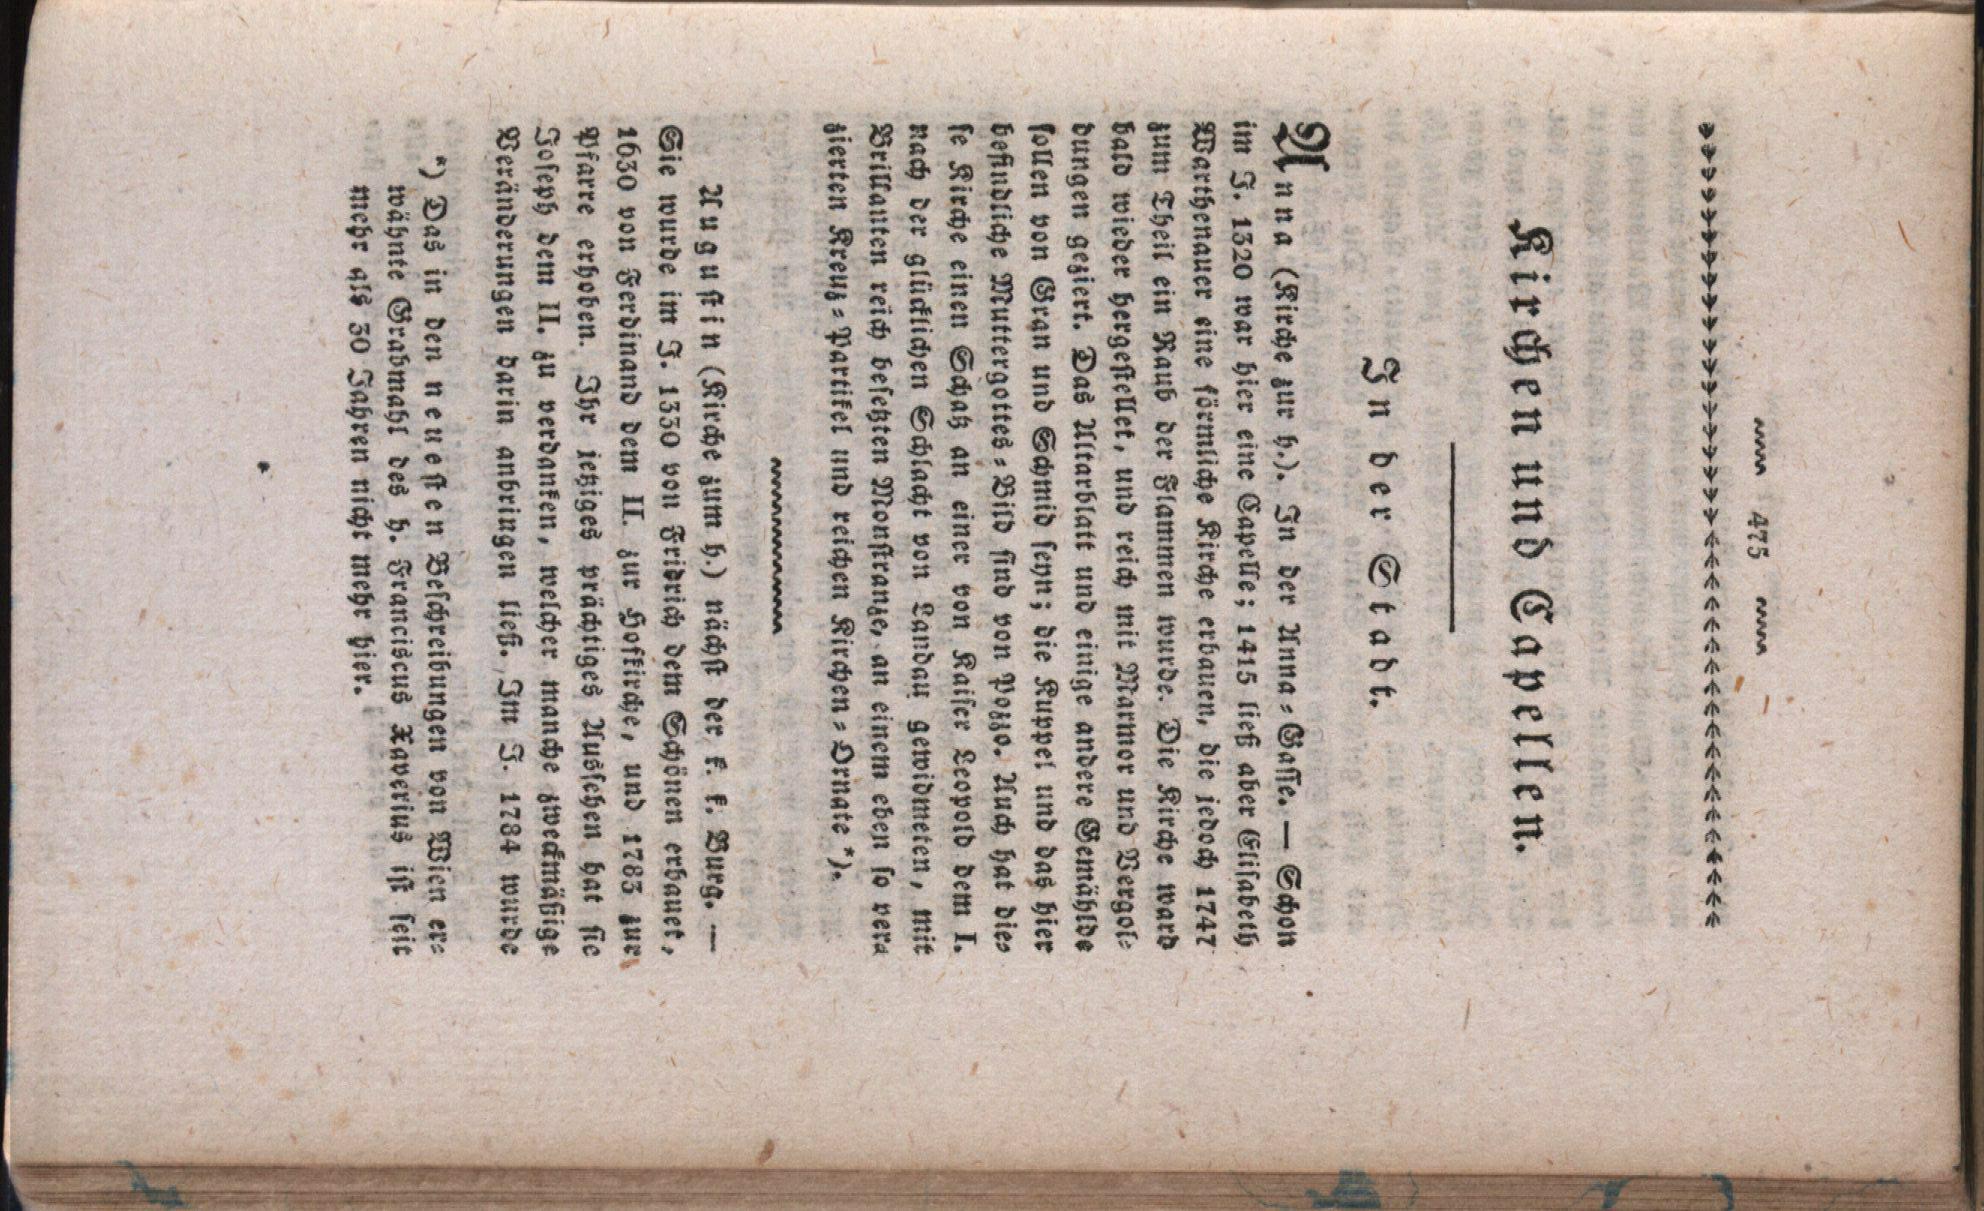 475
Kirchen und Capellen.
In der Stadt.
Anna (Kirche zur h.). In der Anna-Gasse. — Schon
im J. 1320 war hier eine Capelle; 1415 ließ aber Elisabeth
Warthenauer eine förmliche Kirche erbauen, die jedoch 1747
zum Theil ein Raub der Flammen wurde. Die Kirche ward
bald wieder hergestellet, und reich mit Marmor und Vergol-
dungen geziert. Das Altarblatt und einige andere Gemählde
sollen von Gran und Schmid seyn; die Kuppel und das hier
befindliche Muttergottes-Bild sind von Pozzo. Auch hat die-
se Kirche einen Schatz an einer von Kaiser Leopold dem I.
nach der glücklichen Schlacht von Landau gewidmeten, mit
Brillanten reich besetzten Monstranze, an einem eben so ver-
zierten Kreuz-Partikel und reichen Kirchen-Ornate *).
Augustin (Kirche zum h.) nächst der k. k. Burg. —
Sie wurde im J. 1330 von Fridrich dem Schönen erbauet,
1630 von Ferdinand dem II. zur Hofkirche, und 1783 zur
Pfarre erhoben. Ihr jetziges prächtiges Aussehen hat sie
Joseph dem II. zu verdanken, welcher manche zweckmäßige
Veränderungen darin anbringen ließ. Im J. 1784 wurde
*) Das in den neuesten Beschreibungen von Wien er-
wähnte Grabmahl des h. Franciscus Xaverius ist seit
mehr als 30 Jahren nicht mehr hier.